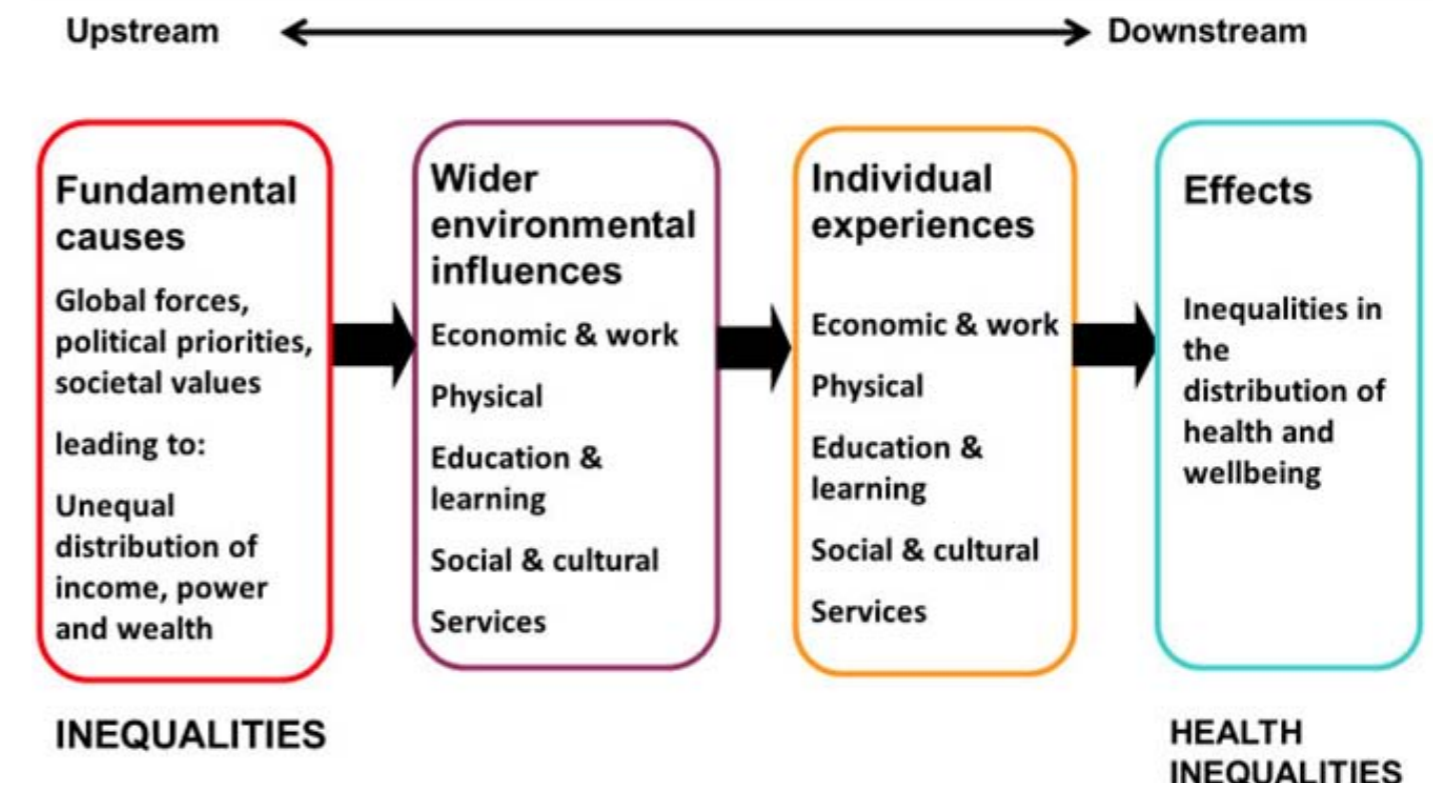 Upstream
Downstream
Fundamental
causes
Global forces,
political priorities,
societal values
leading to:
Unequal
distribution of
income, power
and wealth
Wider
environmental
influences
Economic & work
Physical
Education &
learning
Social & cultural
Services
Individual
experiences
Economic & work
Physical
Education &
learning
Social & cultural
Services
Effects
Inequalities in
the
distribution of
health and
wellbeing
INEQUALITIES
HEALTH
INEQUALITIES